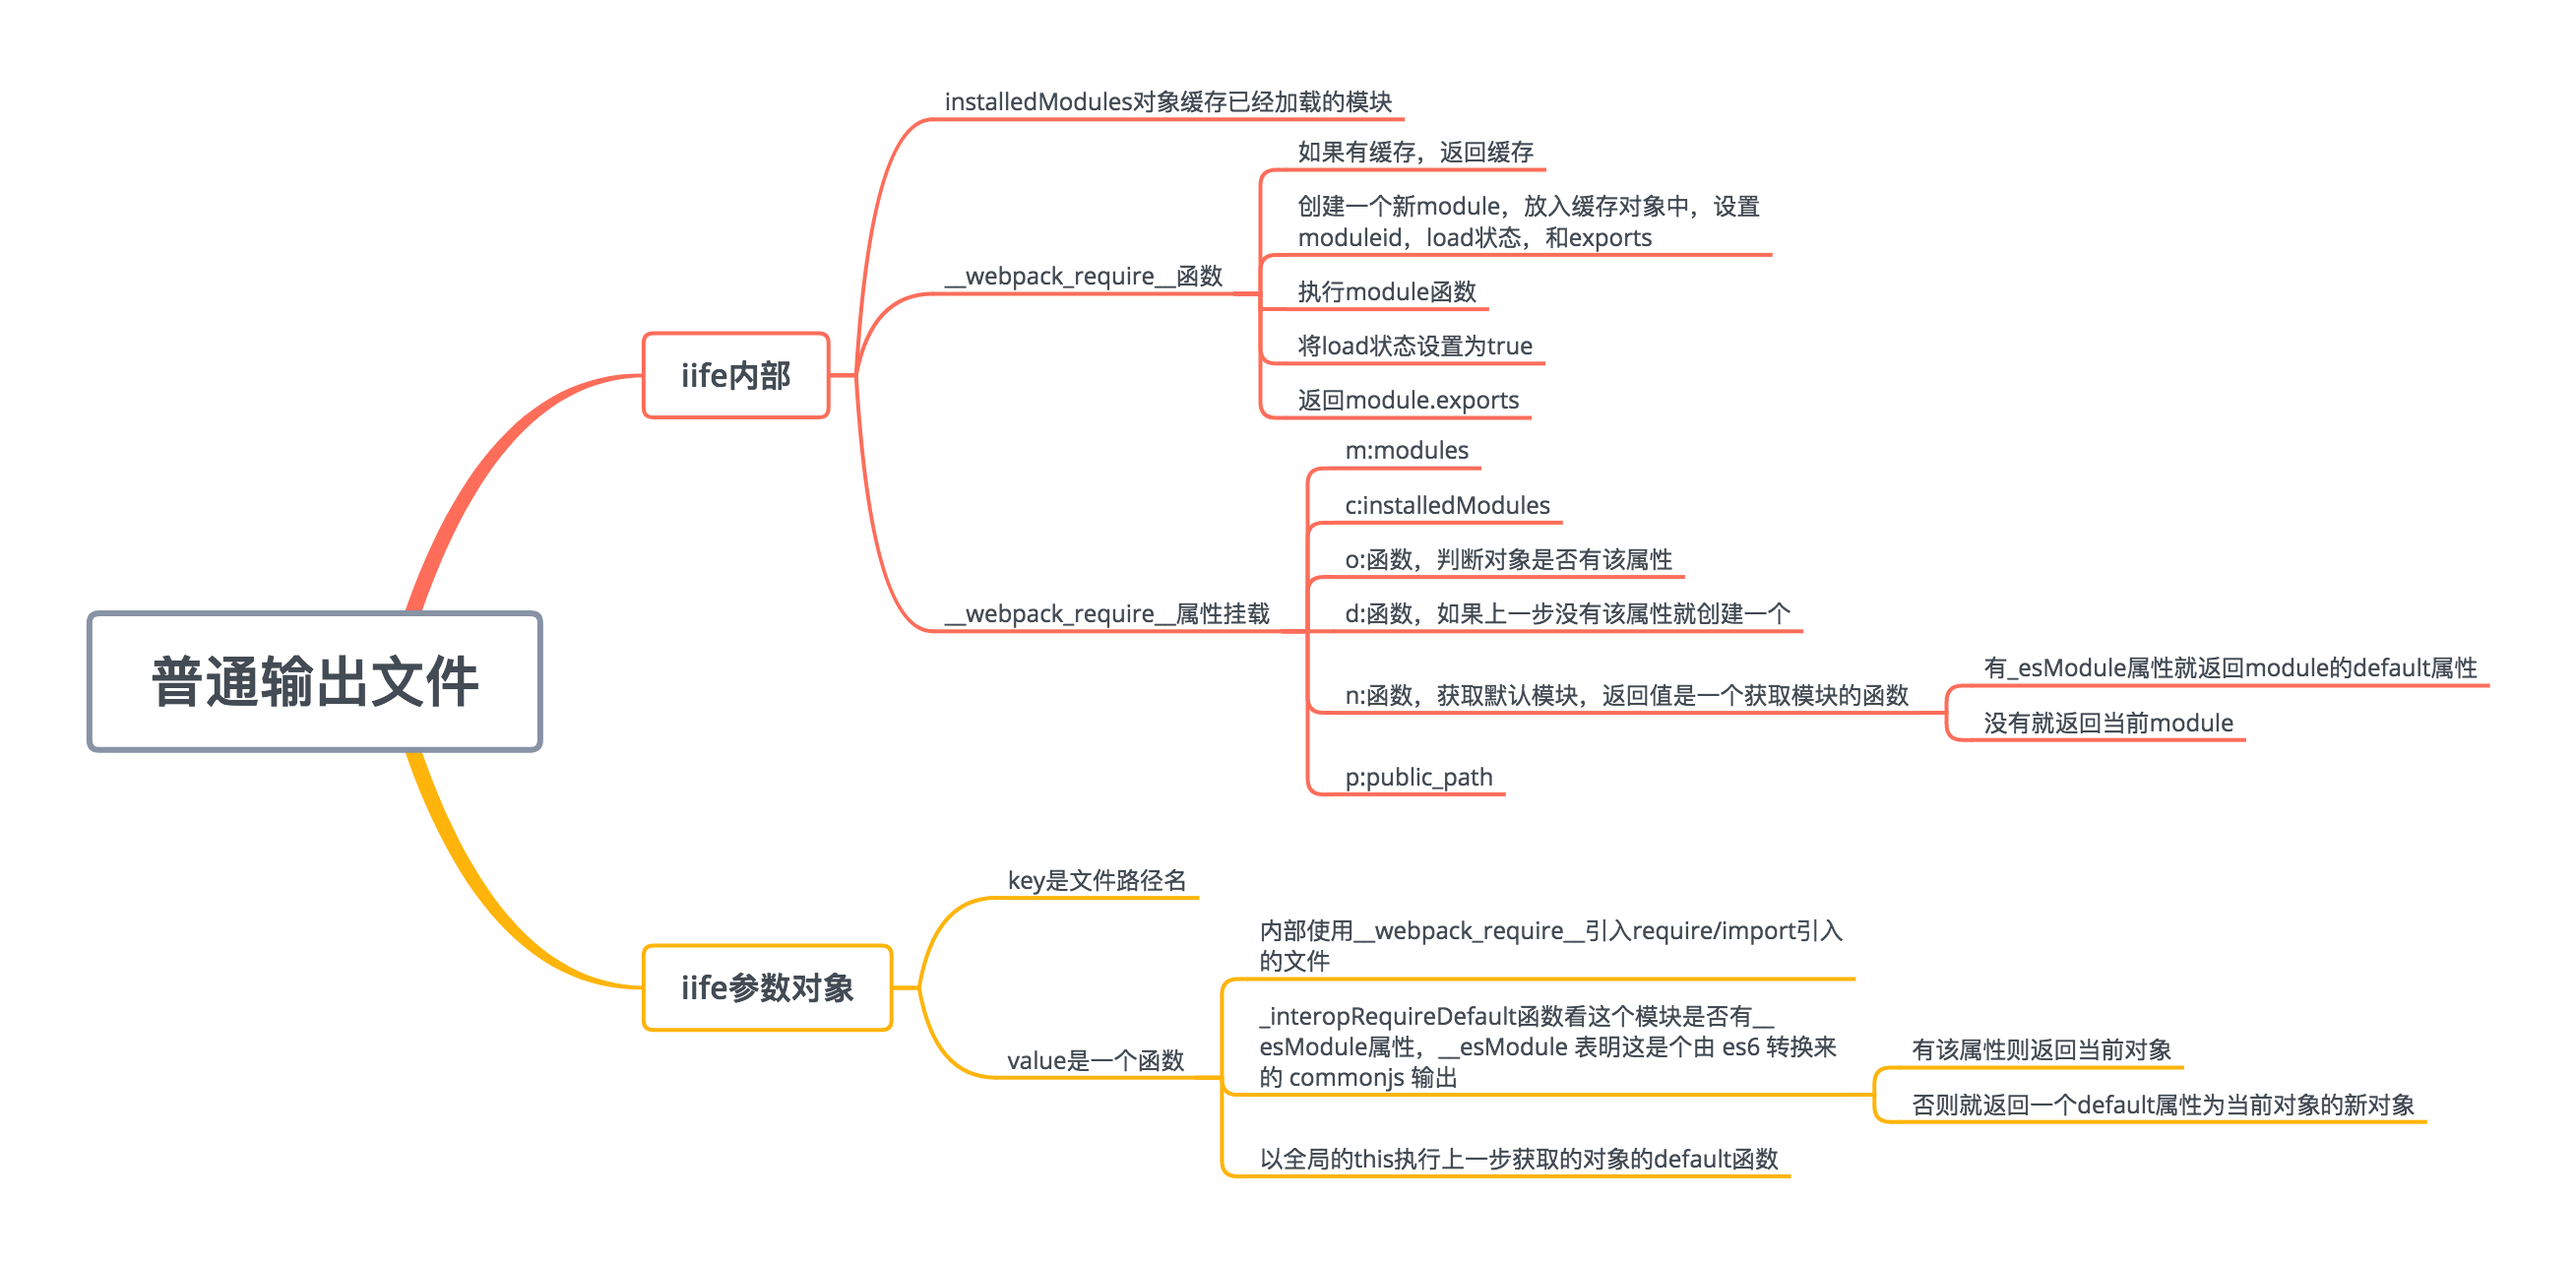 普通输出文件
iife内部
installedModules对象缓存已经加载的模块
__webpack_require__函数
如果有缓存，返回缓存
创建一个新module，放入缓存对象中，设置
moduleid，load状态，和exports
执行module函数
将load状态设置为true
返回module.exports
__webpack_require__属性挂载
m:modules
c:installedModules
o:函数，判断对象是否有该属性
d:函数，如果上一步没有该属性就创建一个
n:函数，获取默认模块，返回值是一个获取模块的函数
有_esModule属性就返回module的default属性
没有就返回当前module
p:public_path
iife参数对象
key是文件路径名
value是一个函数
内部使用__webpack_require__引入require/import引入
的文件
_interopRequireDefault函数看这个模块是否有__
esModule属性，__esModule 表明这是个由 es6 转换来
的 commonjs 输出
有该属性则返回当前对象
否则就返回一个default属性为当前对象的新对象
以全局的this执行上一步获取的对象的default函数